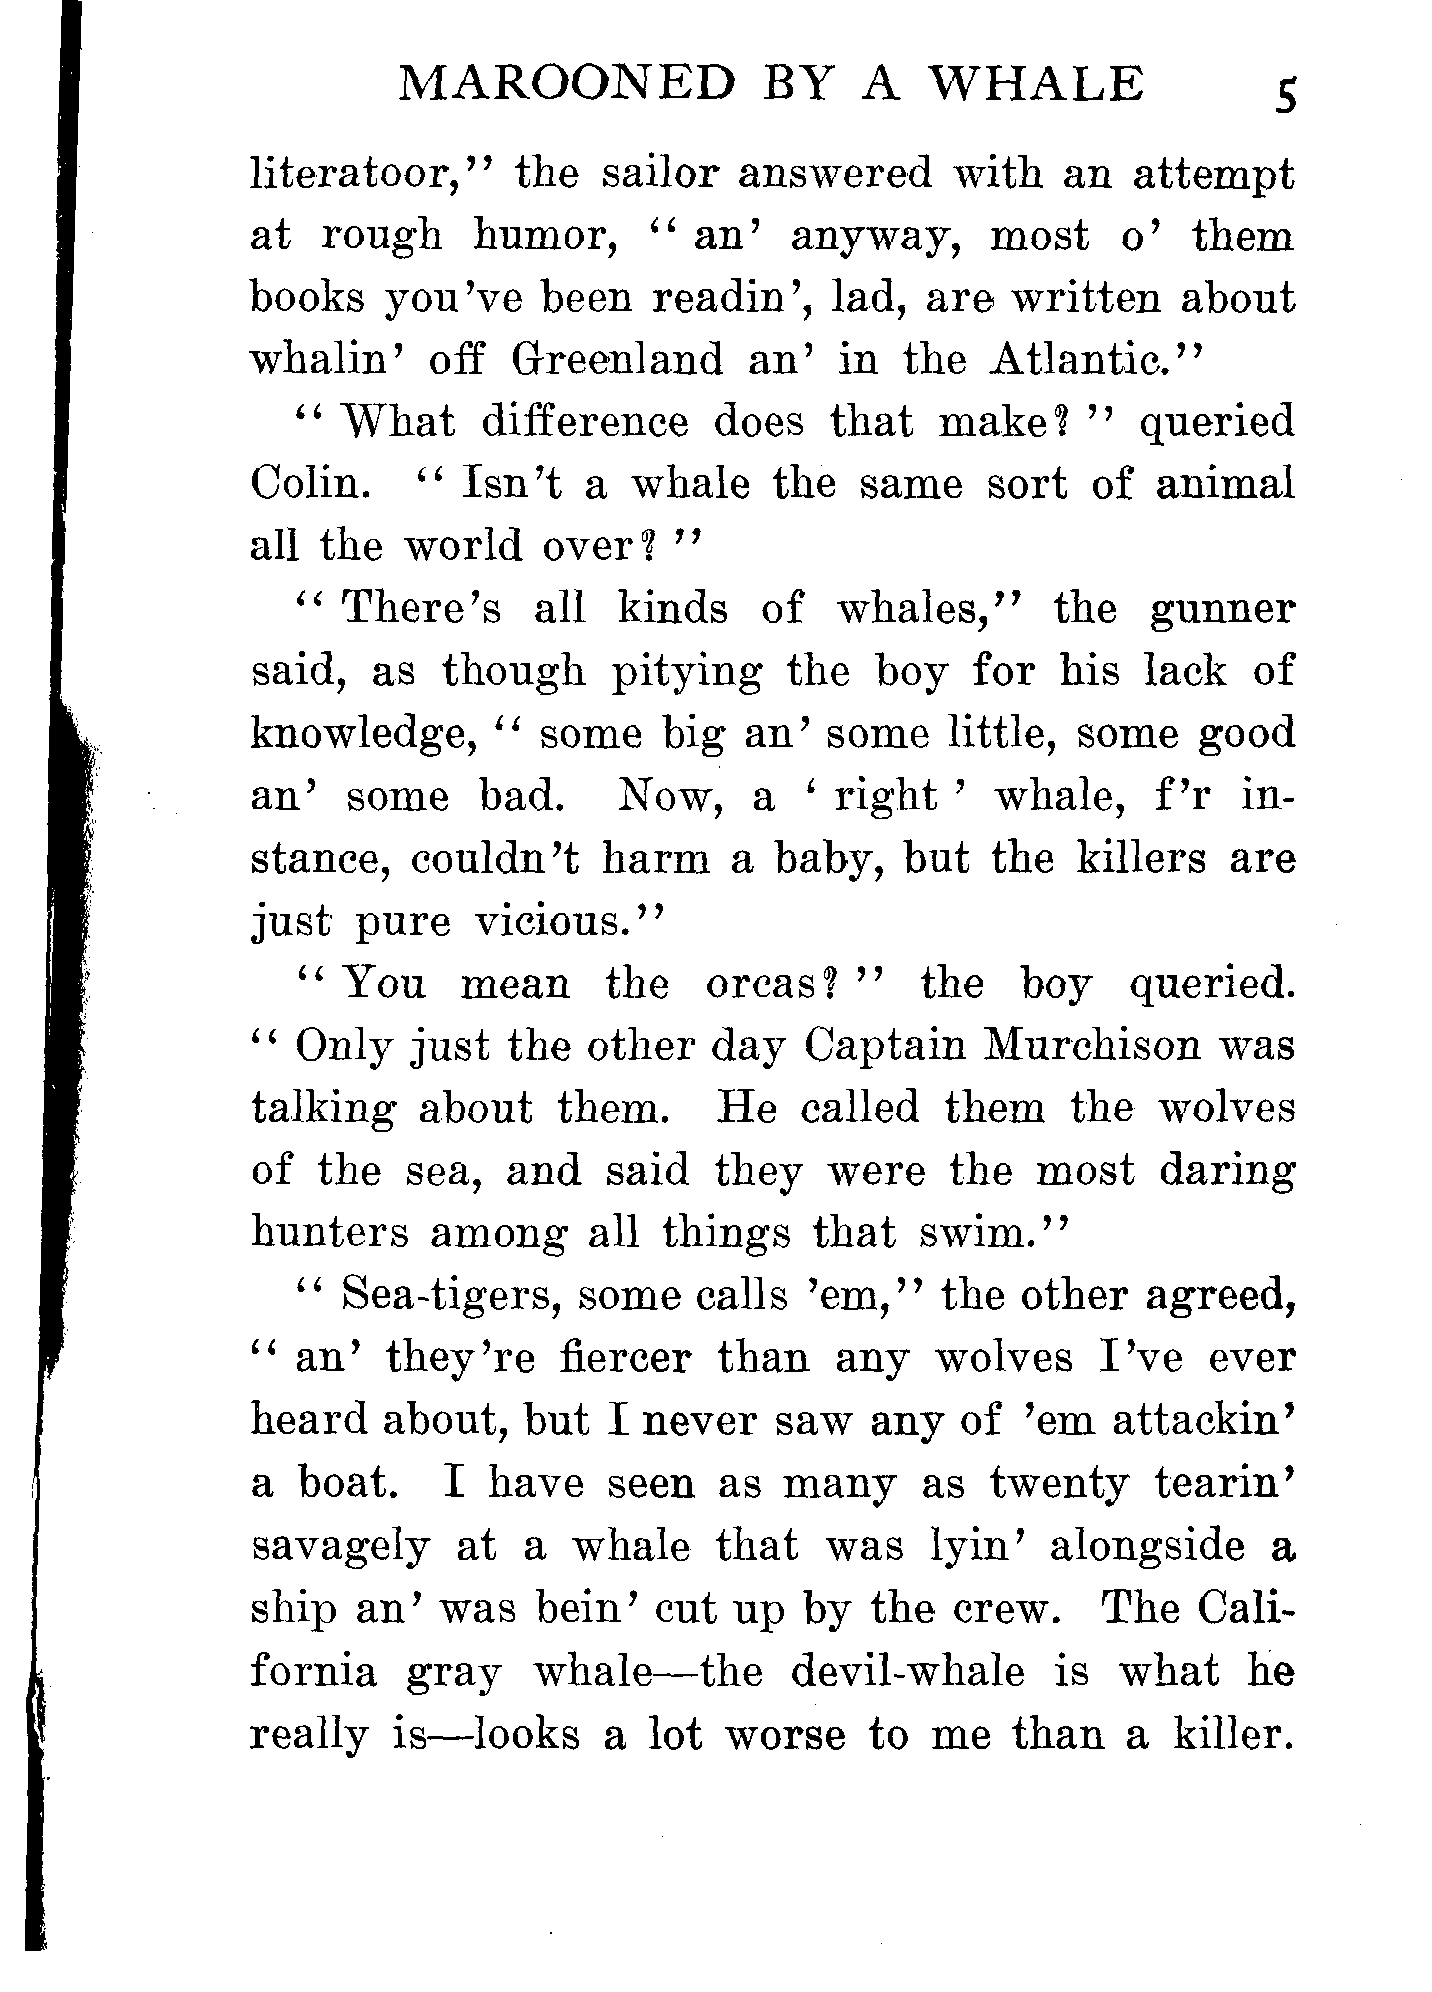 MAROONED BY A WHALE 5
literatoor,’’ the sailor answered with an attempt
at rough humor, ‘‘ an’ anyway, most o’ them
books you’ve been readin’, lad, are written about
whalin’ off Greenland an’ in the Atlantic.’’
‘‘ What difference does that make? ’’ queried
Colin. ‘‘ Isn’t a whale the same sort of animal
all the world over? ’’
‘‘ There’s all kinds of whales,’’ the gunner
said, as though pitying the boy for his lack of
knowledge, ‘‘ some big an’ some little, some good
an’ some bad. Now, a ‘ right ’ whale, f’r in-
stance, couldn’t harm a baby, but the killers are
just pure vicious.’’
‘‘ You mean the orcas? ’’ the boy queried.
‘‘ Only just the other day Captain Murchison was
talking about them. He called them the wolves
of the sea, and said they were the most daring
hunters among all things that swim.’’
‘‘ Sea-tigers, some calls ’em,’’ the other agreed,
‘‘ an’ they’re fiercer than any wolves I’ve ever
heard about, but I never saw any of ’em attackin’
a boat. I have seen as many as twenty tearin’
savagely at a whale that was lyin’ alongside a
ship an’ was bein’ cut up by the crew. The Cali-
fornia gray whale—the devil-whale is what he
really is—looks a lot worse to me than a killer.